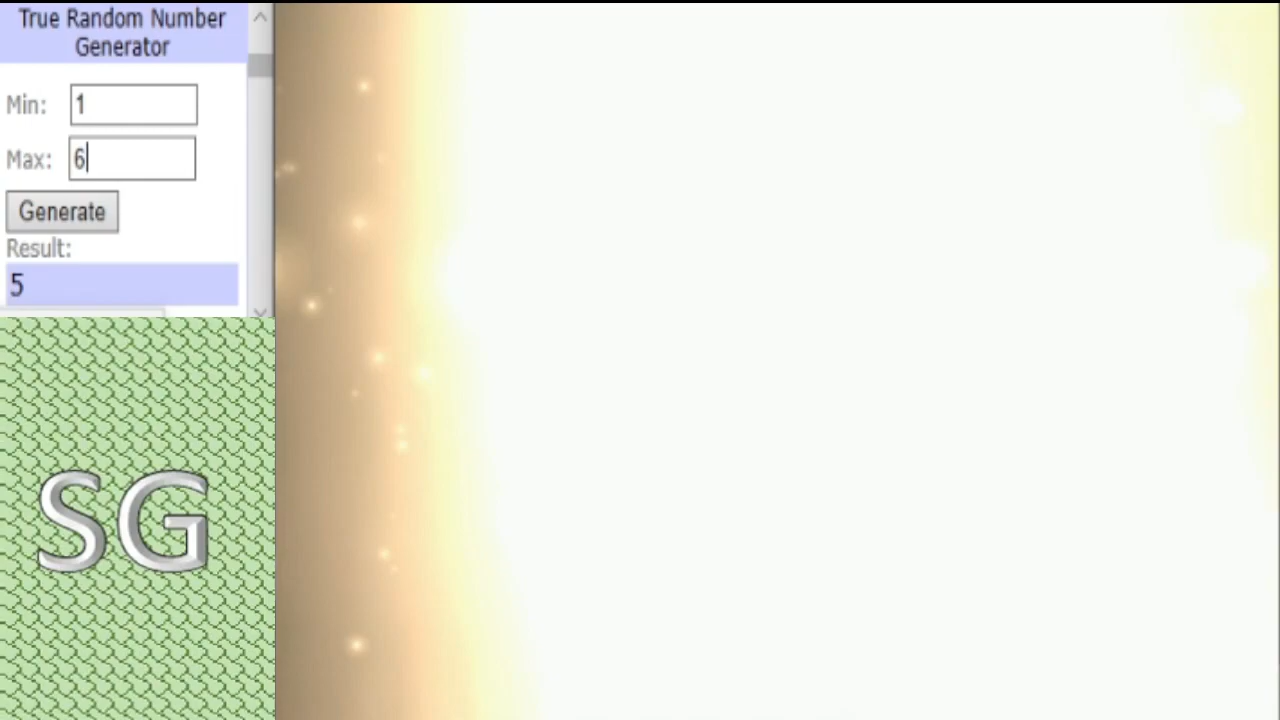 True Random Number
Generator
Min: 1
Max: 6
Generate
Result:
5
SG